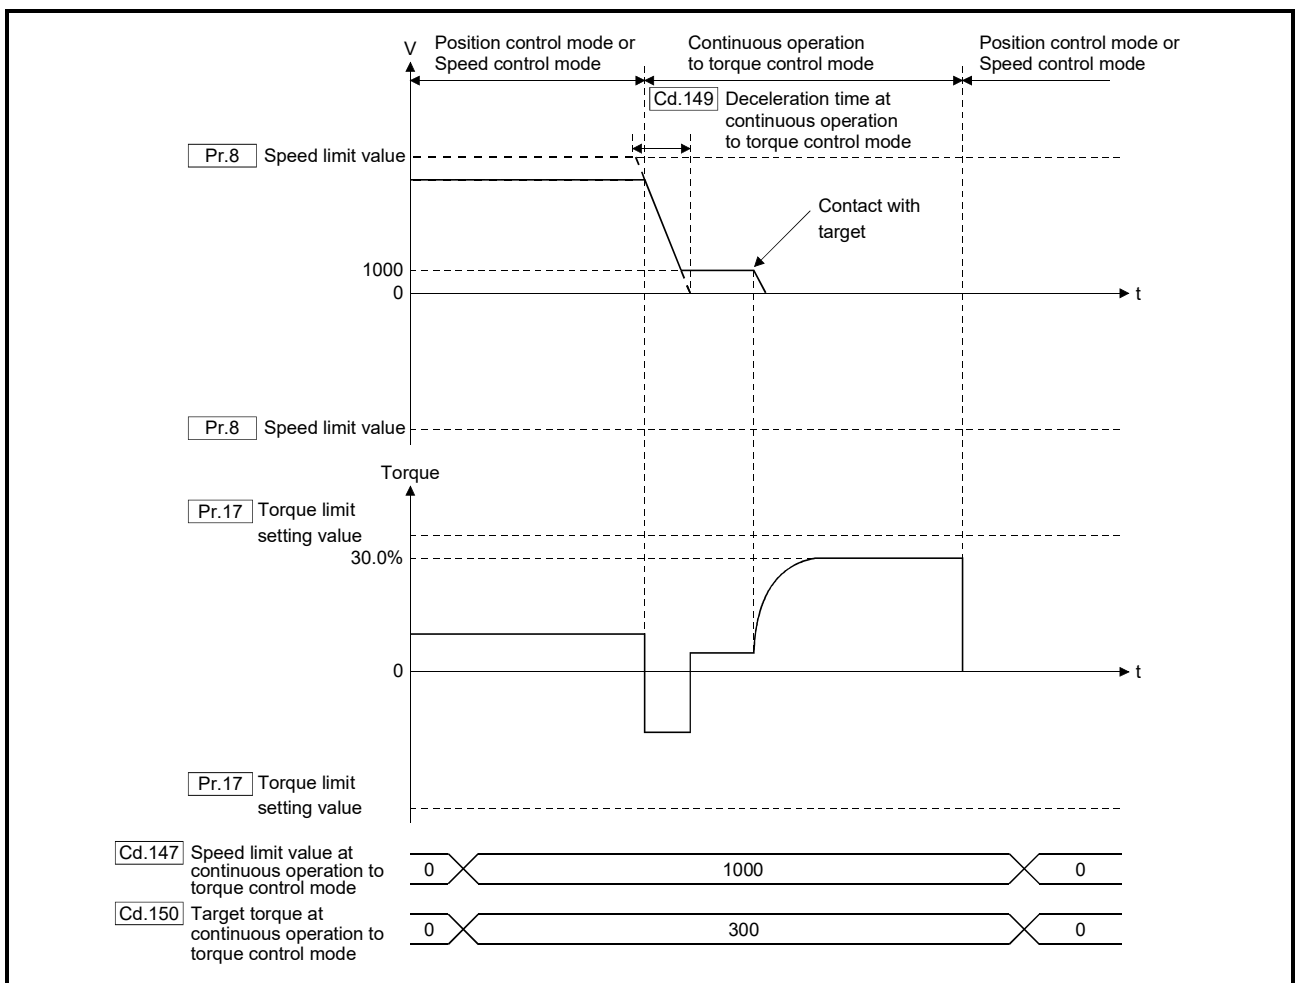 V
Position control mode or
Speed control mode
Continuous operation
to torque control mode
Position control mode or
Speed control mode
Cd.149 Deceleration time at
continuous operation
to torque control mode
Pr.8 Speed limit value
Contact with
target
1000
0
t
Pr.8 Speed limit value
Torque
Pr.17 Torque limit
setting value
30.0%
0
t
Pr.17 Torque limit
setting value
Cd.147 Speed limit value at
continuous operation to
torque control mode
0 1000 0
Cd.150 Target torque at
continuous operation to
torque control mode
0 300 0